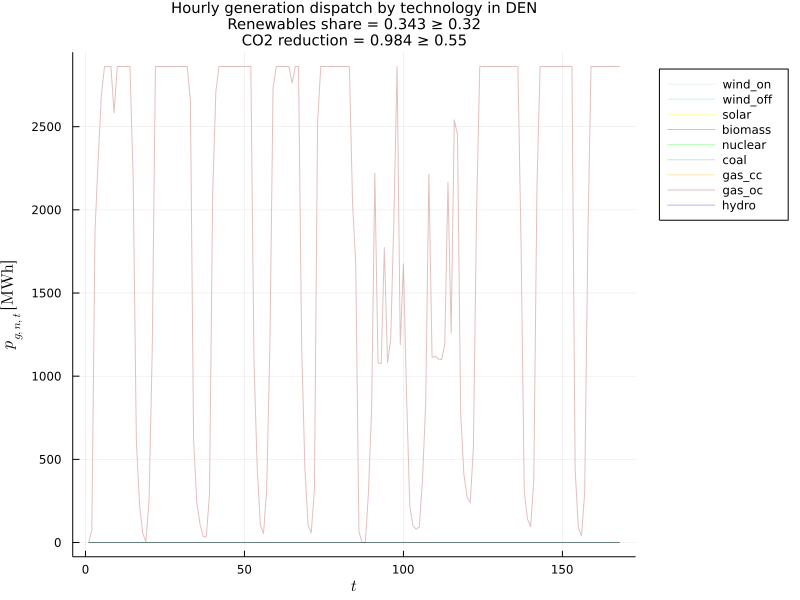 Hourly generation dispatch by technology in DEN
Renewables share = 0.343 ≥ 0.32
CO2 reduction = 0.984 ≥ 0.55
wind_on
wind_off
solar
biomass
nuclear
coal
gas_cc
gas_oc
hydro
2500
2000
1500
1000
500
0
p g, n, t [MWh]
0 50 100 150
t